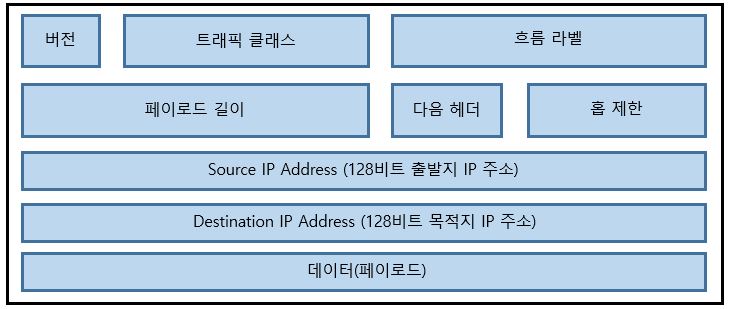 버전
트래픽 클래스
흐름 라벨
페이로드 길이
다음 헤더
홉 제한
Source IP Address (128비트 출발지 IP 주소)
Destination IP Address (128비트 목적지 IP 주소)
데이터(페이로드)